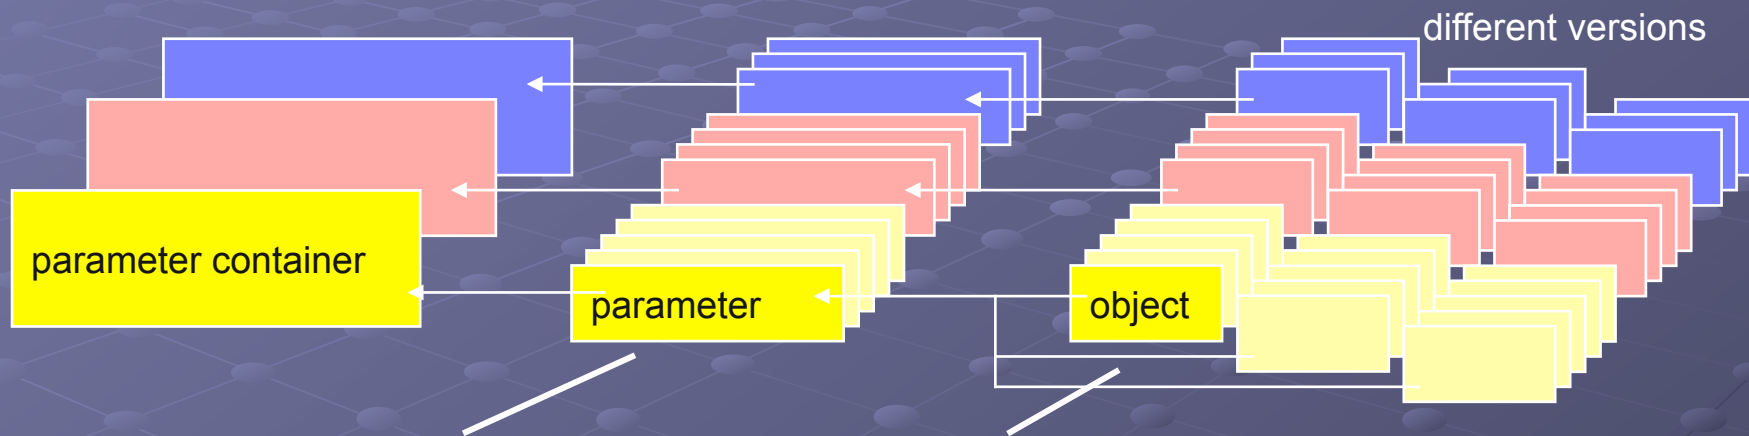 different versions
parameter container
parameter
object